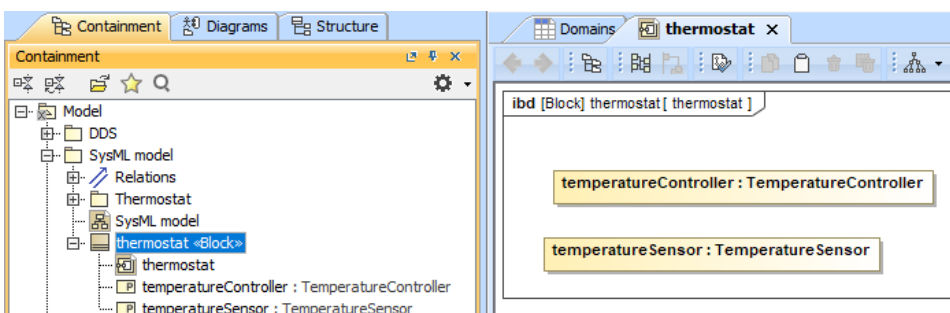 Containment
Diagrams
Structure
Containment
Model
DDS
SysML model
Relations
Thermostat
SysML model
thermostat «Block»
thermostat
P temperatureController : TemperatureController
P temperatureSensor : TemperatureSensor
Domains
thermostat
ibd [Block] thermostat[ thermostat ]
temperatureController : TemperatureController
temperatureSensor : TemperatureSensor